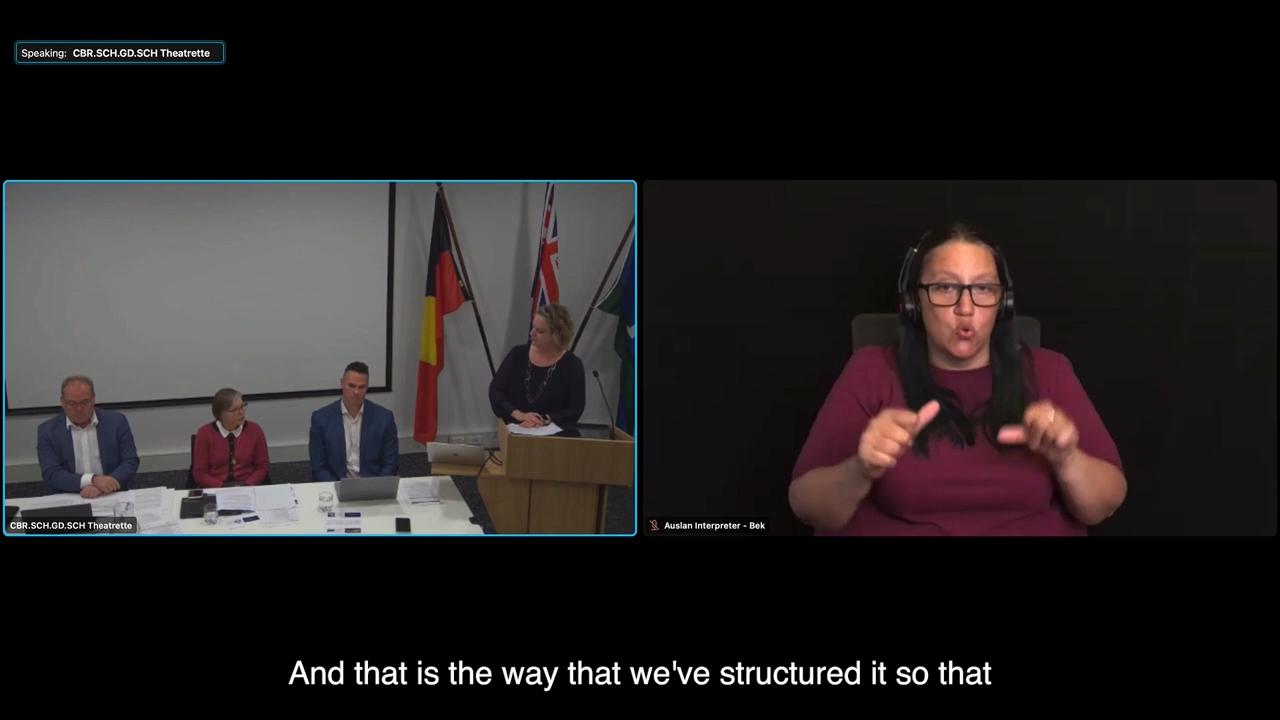 Speaking: CBR.SCH.GD.SCH Theatrette
CBR.SCH.GD.SCH Theatrette
Auslan Interpreter - Bek
And that is the way that we've structured it so that